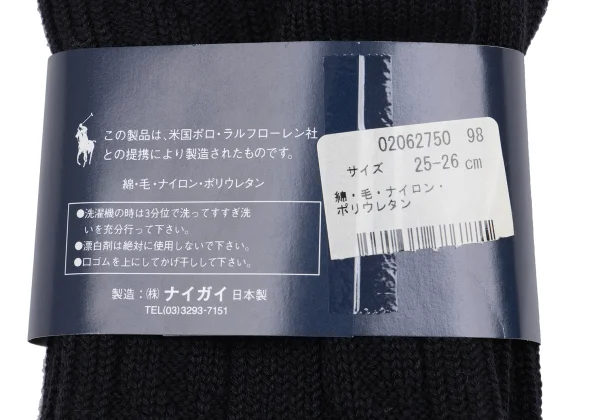 この製品は、米国ポロ・ラルフローレン社
との提携により製造されたものです。
綿・毛・ナイロン・ポリウレタン
●洗濯機の時は3分位で洗ってすすぎ洗
いを充分行って下さい。
●漂白剤は絶対に使用しないで下さい。
●口ゴムを上にしてかげ干しして下さい。
製造：㈱ ナイガイ 日本製
TEL(03)3293-7151
02062750 98
サイズ 25-26 cm
綿・毛・ナイロン・
ポリウレタン